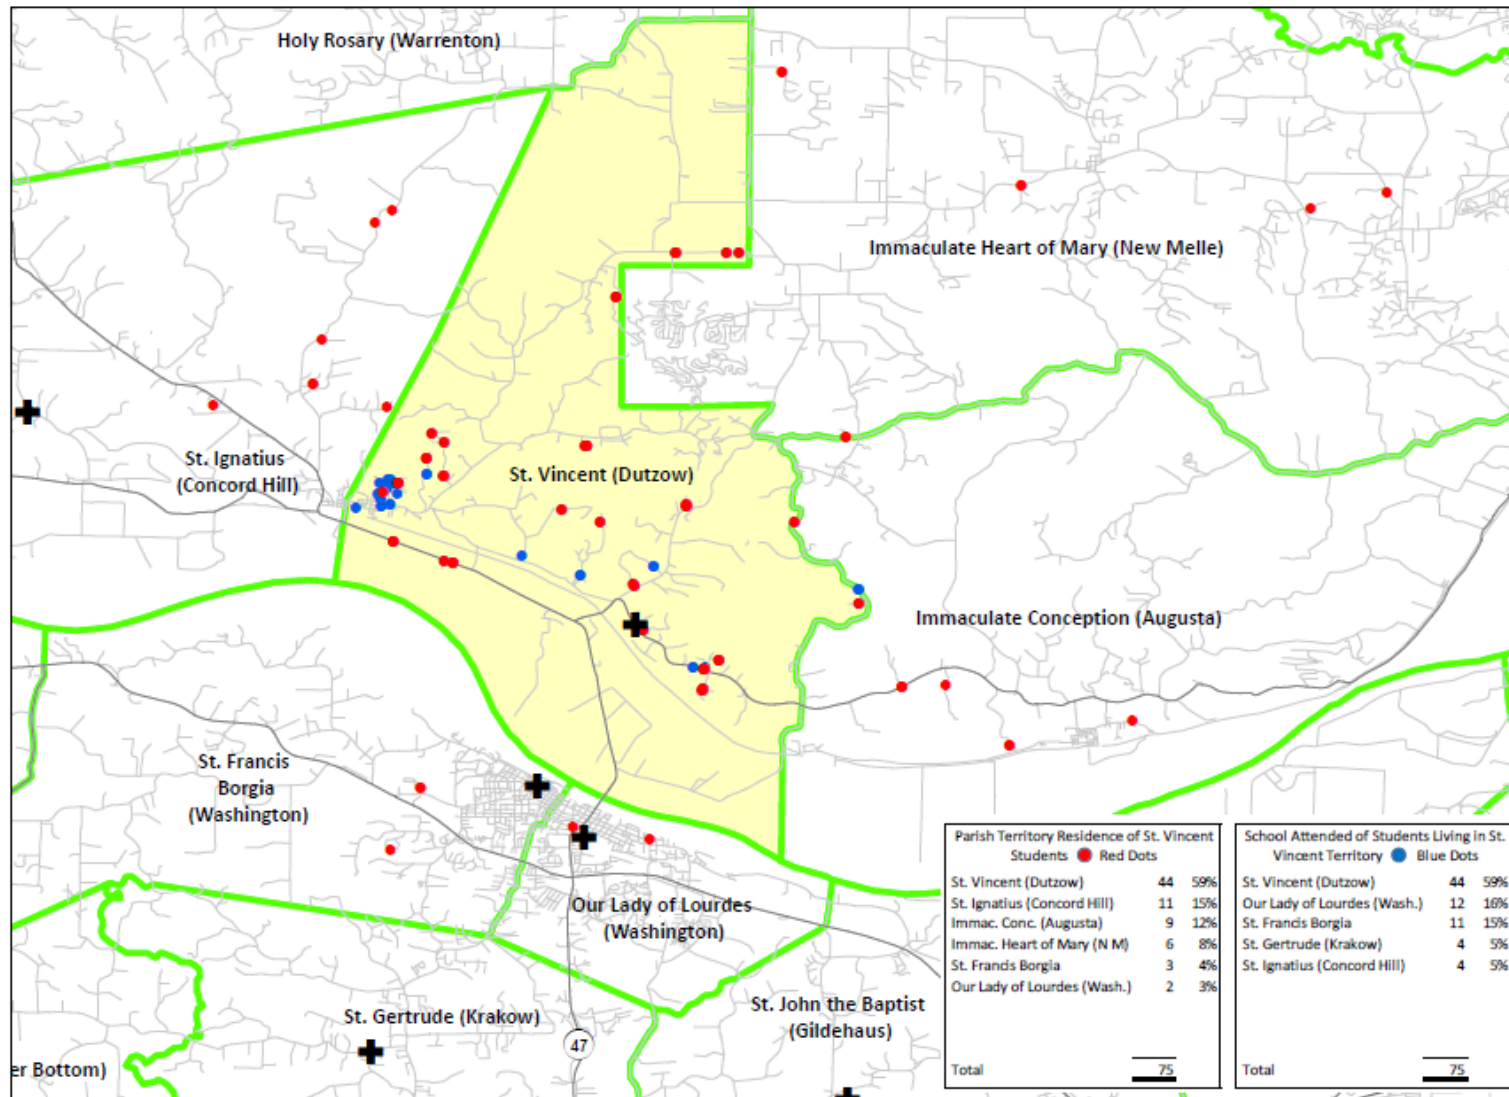 Holy Rosary (Warrenton)
Immaculate Heart of Mary (New Melle)
St. Ignatius
(Concord Hill)
St. Vincent (Dutzow)
Immaculate Conception (Augusta)
St. Francis
Borgia
(Washington)
Our Lady of Lourdes
(Washington)
St. John the Baptist
(Gildehaus)
St. Gertrude (Krakow)
47
er Bottom)
Parish Territory Residence of St. Vincent
Students Red Dots
St. Vincent (Dutzow) 44 59%
St. Ignatius (Concord Hill) 11 15%
Immac. Conc. (Augusta) 9 12%
Immac. Heart of Mary (N M) 6 8%
St. Francis Borgia 3 4%
Our Lady of Lourdes (Wash.) 2 3%
Total 75
School Attended of Students Living in St.
Vincent Territory Blue Dots
St. Vincent (Dutzow) 44 59%
Our Lady of Lourdes (Wash.) 12 16%
St. Francis Borgia 11 15%
St. Gertrude (Krakow) 4 5%
St. Ignatius (Concord Hill) 4 5%
Total 75